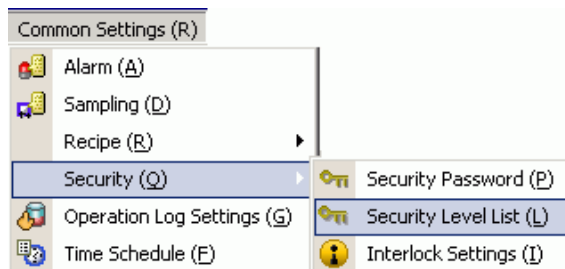 Common Settings (R)
Alarm (A)
Sampling (D)
Recipe (R)
Security (Q)
Security Password (P)
Operation Log Settings (G)
Security Level List (L)
Time Schedule (F)
Interlock Settings (I)